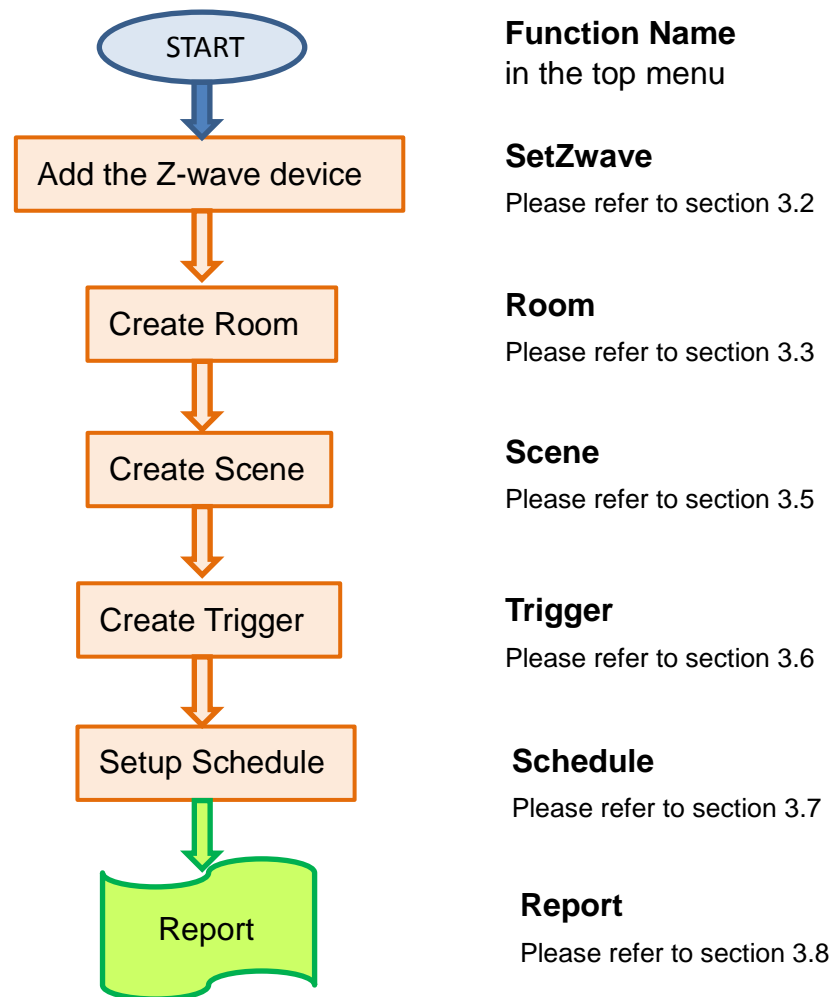 START
Function Name
in the top menu
Add the Z-wave device
SetZwave
Please refer to section 3.2
Create Room
Room
Please refer to section 3.3
Create Scene
Scene
Please refer to section 3.5
Create Trigger
Trigger
Please refer to section 3.6
Setup Schedule
Schedule
Please refer to section 3.7
Report
Report
Please refer to section 3.8